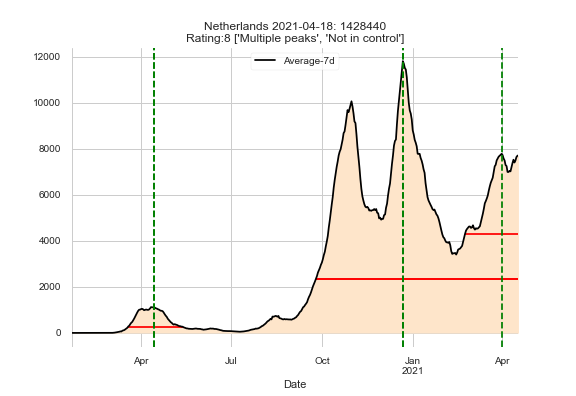 Netherlands 2021-04-18: 1428440
Rating:8 ['Multiple peaks', 'Not in control']
Average-7d
12000
10000
8000
6000
4000
2000
0
Apr
Jul
Oct
Jan
2021
Apr
Date